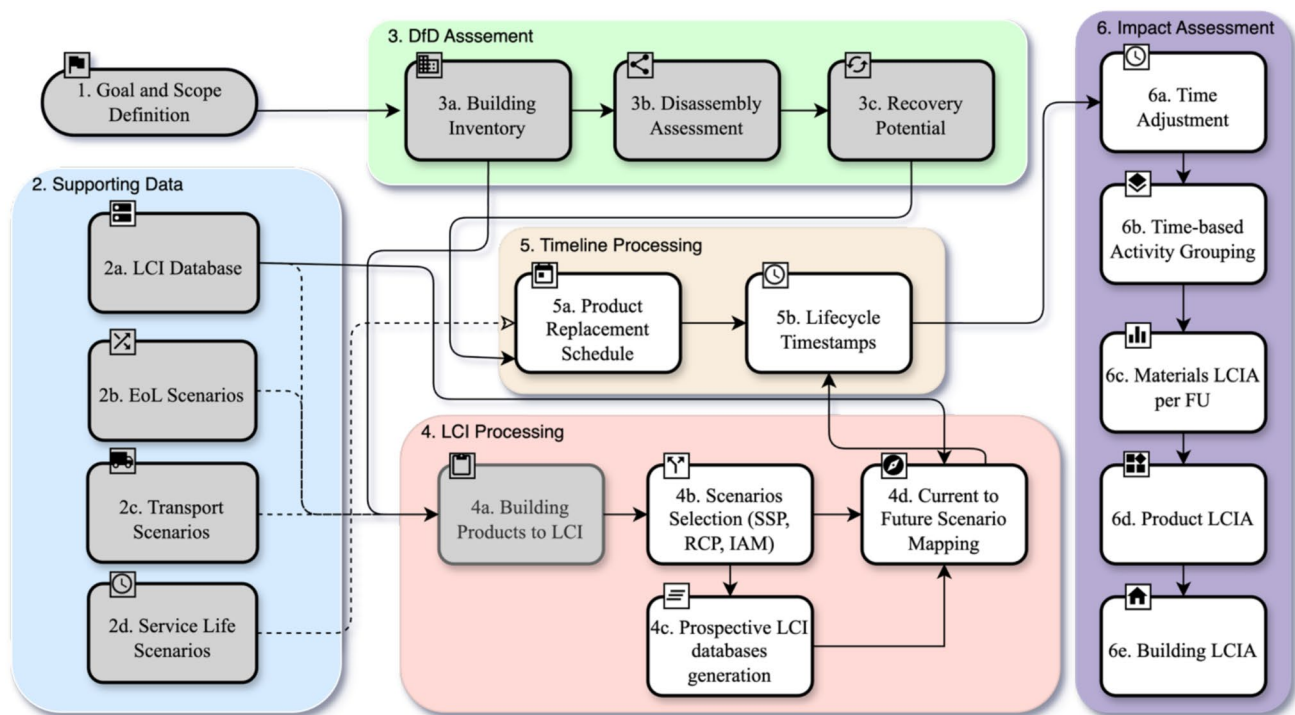 1. Goal and Scope
Definition
2. Supporting Data
2a. LCI Database
2b. EoL Scenarios
2c. Transport
Scenarios
2d. Service Life
Scenarios
3. DfD Asssement
3a. Building
Inventory
3b. Disassembly
Assessment
3c. Recovery
Potential
5. Timeline Processing
5a. Product
Replacement
Schedule
5b. Lifecycle
Timestamps
4. LCI Processing
4a. Building
Products to LCI
4b. Scenarios
Selection (SSP,
RCP, IAM)
4c. Prospective LCI
databases
generation
4d. Current to
Future Scenario
Mapping
6. Impact Assessment
6a. Time
Adjustment
6b. Time-based
Activity Grouping
6c. Materials LCIA
per FU
6d. Product LCIA
6e. Building LCIA